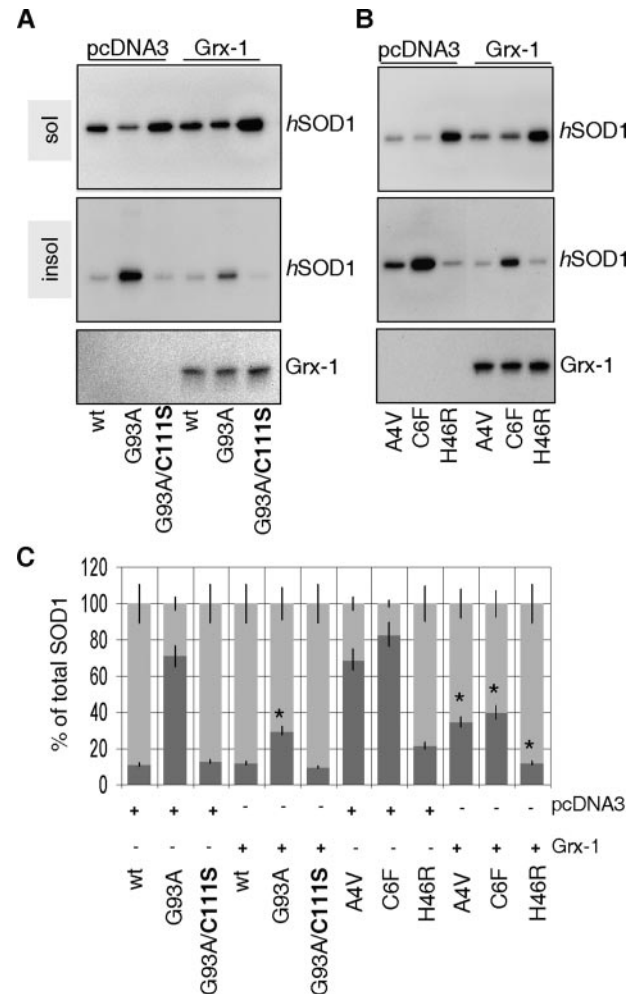 A
pcDNA3 Grx-1
sol
hSOD1
insol
hSOD1
Grx-1
wt G93A G93A/C111S wt G93A G93A/C111S
B
pcDNA3 Grx-1
hSOD1
hSOD1
Grx-1
A4V C6F H46R A4V C6F H46R
C
% of total SOD1
120
100
80
60
40
20
0
* * * *
+ + + - - - + + + - - - pcDNA3
- - - + + + - - - + + + Grx-1
wt G93A G93A/C111S wt G93A G93A/C111S A4V C6F H46R A4V C6F H46R